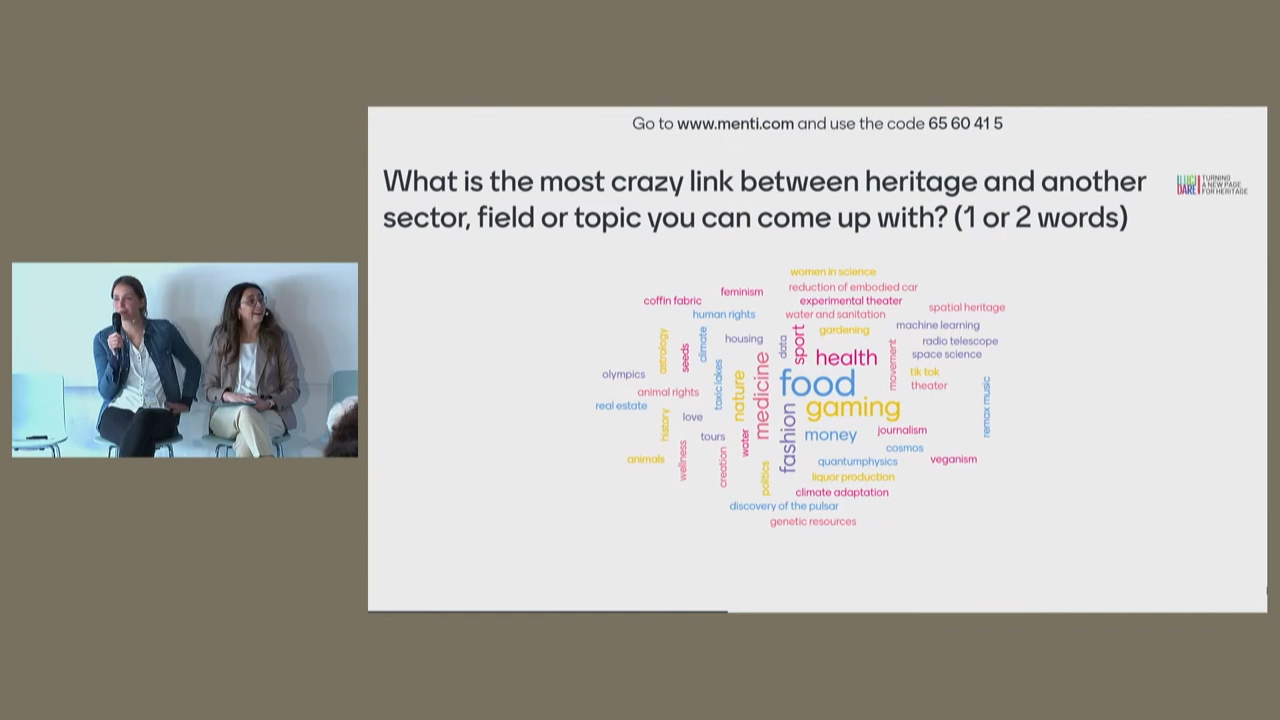 Go to www.menti.com and use the code 65 60 41 5
What is the most crazy link between heritage and another
sector, field or topic you can come up with? (1 or 2 words)
ILUCI
DARE
TURNING
A NEW PAGE
FOR HERITAGE
women in science
reduction of embodied car
feminism
coffin fabric
experimental theater
spatial heritage
human rights
water and sanitation
machine learning
gardening
astrology
seeds
climate
housing
data
sport
radio telescope
space science
health
movement
olympics
tik tok
theater
food
toxic lakes
nature
medicine
animal rights
real estate
remax music
gaming
history
love
fashion
money
journalism
tours
water
cosmos
animals
wellness
creation
politics
quantumphysics
veganism
liquor production
climate adaptation
discovery of the pulsar
genetic resources